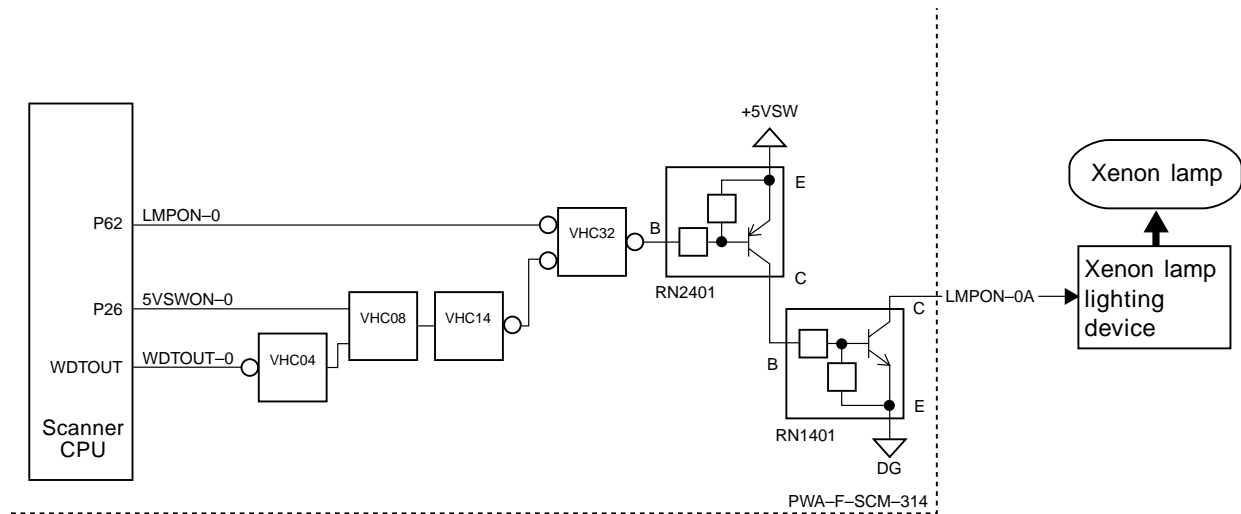 +5VSW
E
Xenon lamp
P62
LMPON–0
VHC32
B
C
RN2401
Xenon lamp
lighting
device
LMPON–0A
P26
5VSWON–0
VHC08
VHC14
C
WDTOUT
WDTOUT–0
VHC04
B
E
RN1401
Scanner
CPU
DG
PWA–F–SCM–314